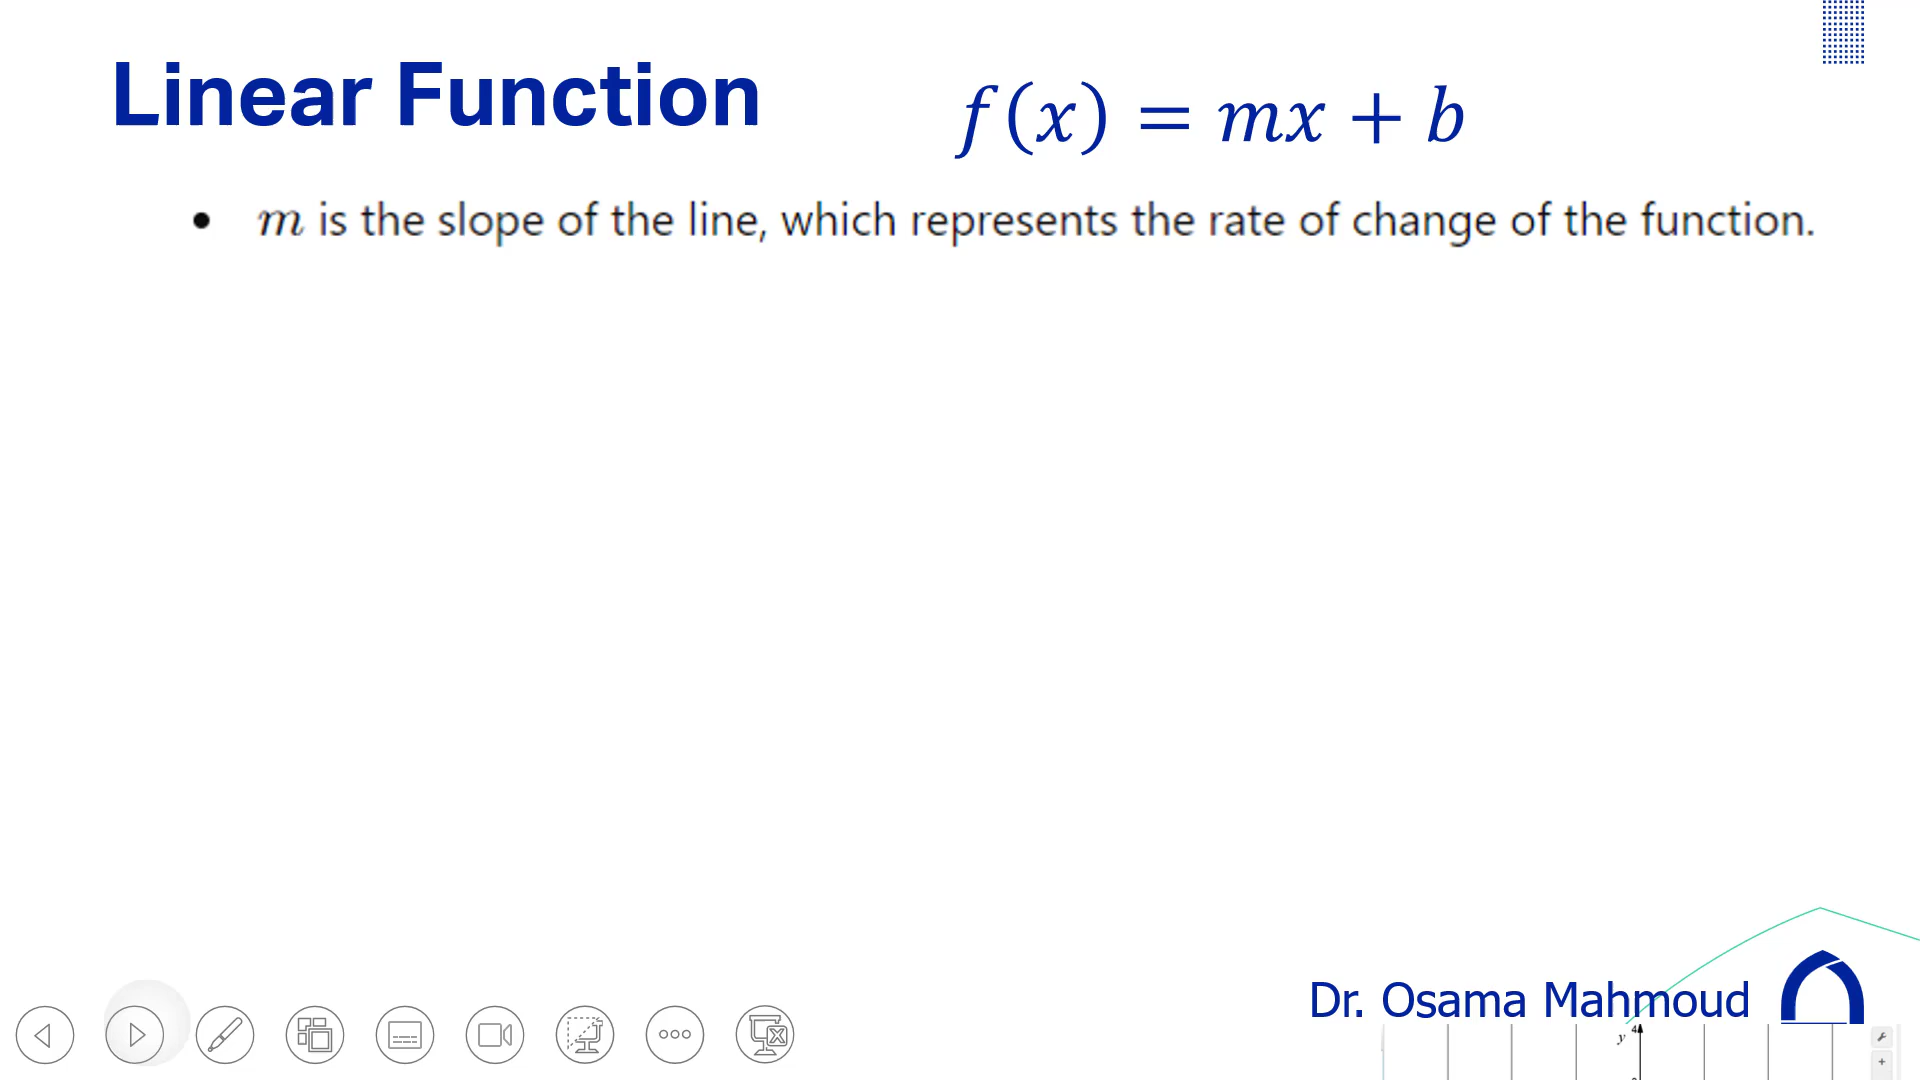 Linear Function
f(x) = mx + b
• m is the slope of the line, which represents the rate of change of the function.
Dr. Osama Mahmoud
y 4